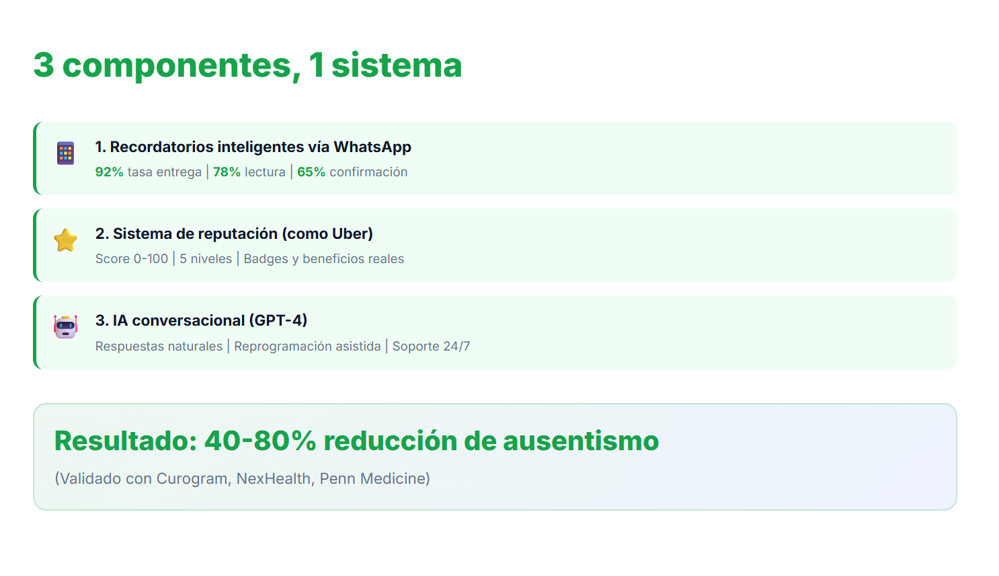 3 componentes, 1 sistema
1. Recordatorios inteligentes vía WhatsApp
92% tasa entrega | 78% lectura | 65% confirmación
2. Sistema de reputación (como Uber)
Score 0-100 | 5 niveles | Badges y beneficios reales
3. IA conversacional (GPT-4)
Respuestas naturales | Reprogramación asistida | Soporte 24/7
Resultado: 40-80% reducción de ausentismo
(Validado con Curogram, NexHealth, Penn Medicine)